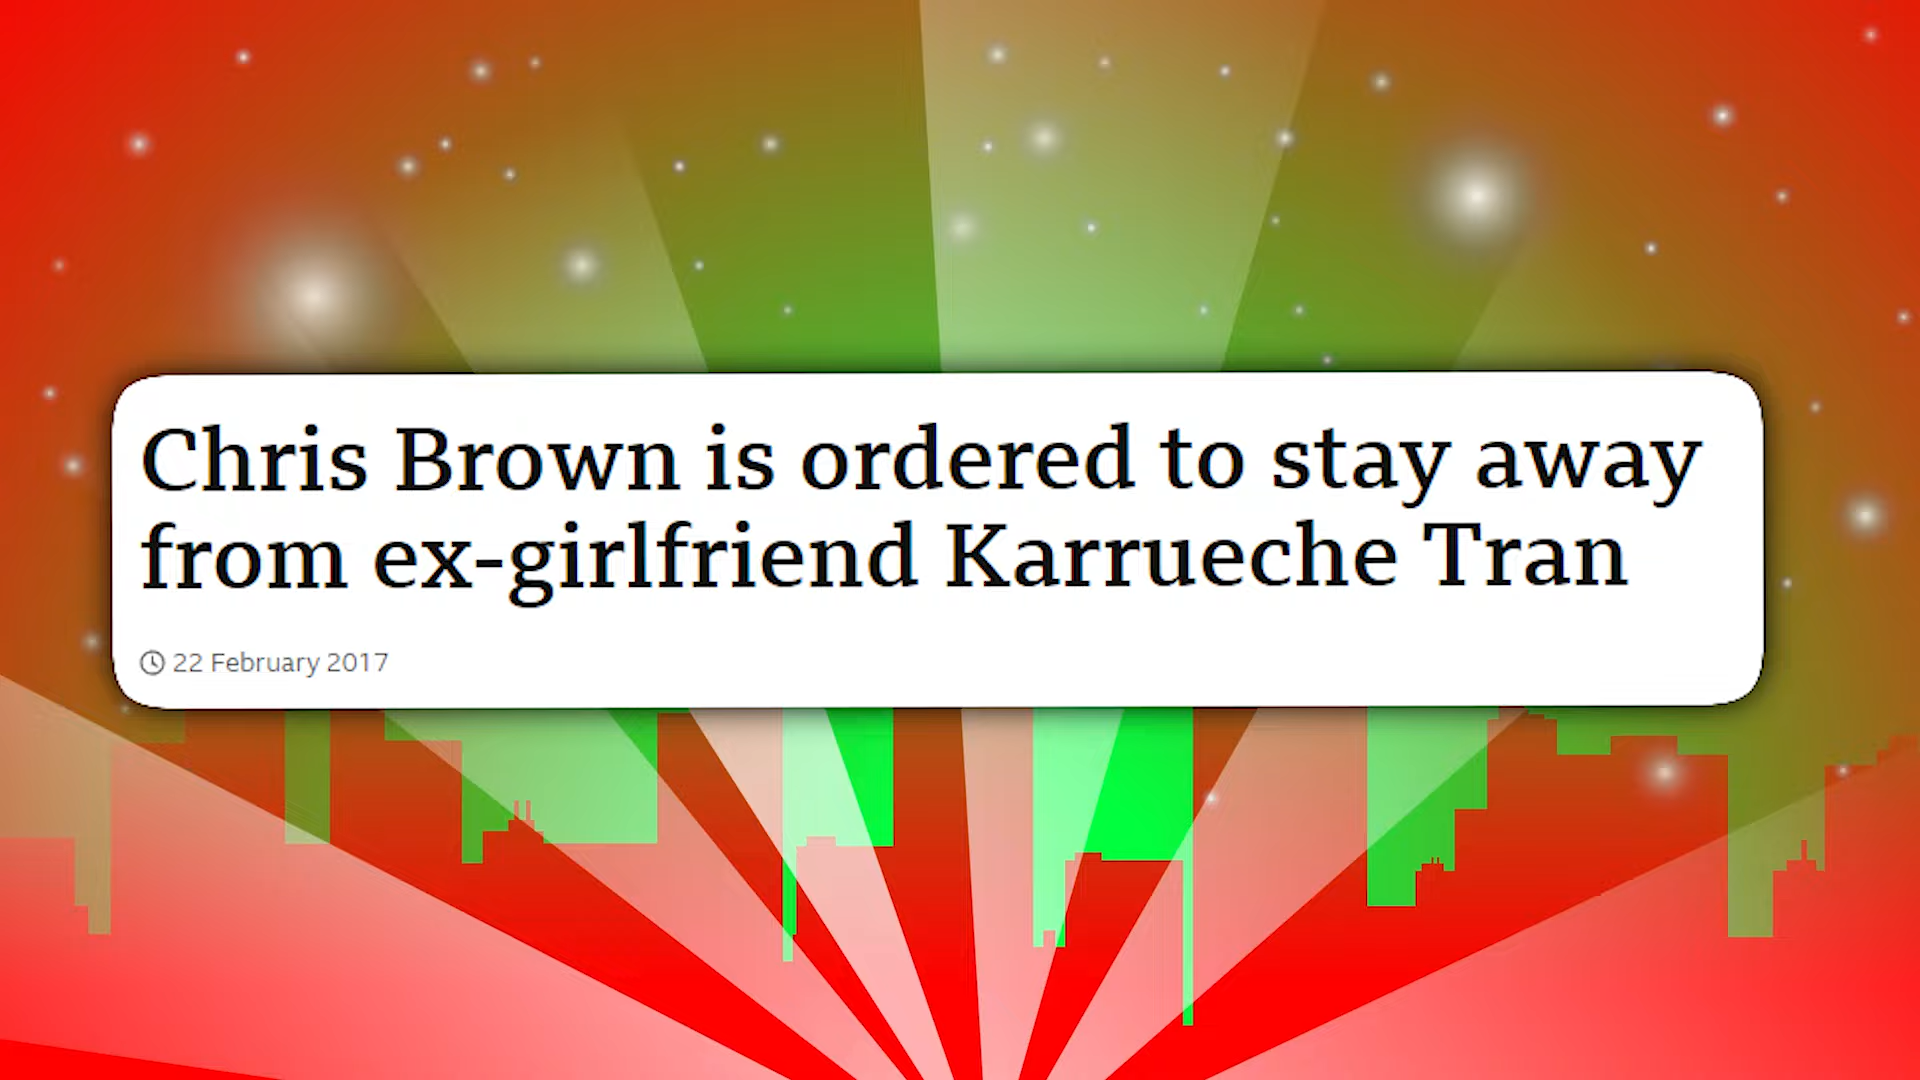 Chris Brown is ordered to stay away
from ex-girlfriend Karrueche Tran
22 February 2017